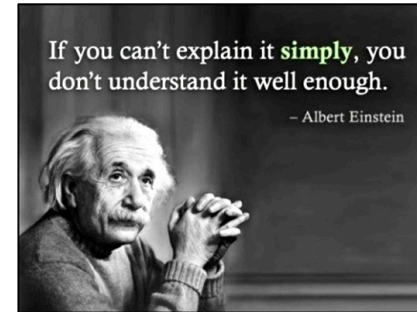 If you can't explain it simply, you
don't understand it well enough.
– Albert Einstein